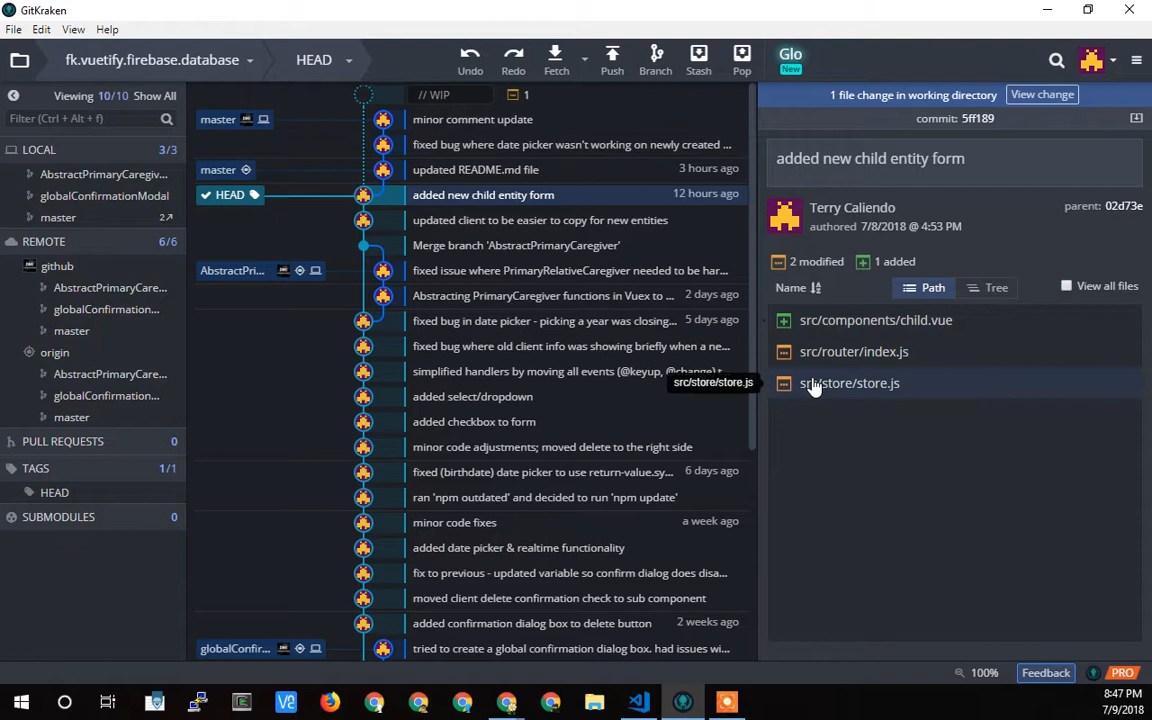 GitKraken
File Edit View Help
fk.vuetify.firebase.database HEAD Undo Redo Fetch Push Branch Stash Pop Glo New
Viewing 10/10 Show All
Filter (Ctrl + Alt + f)
LOCAL 3/3
AbstractPrimaryCaregiv...
globalConfirmationModal
master 2
REMOTE 6/6
github
AbstractPrimaryCare...
globalConfirmation...
master
origin
AbstractPrimaryCare...
globalConfirmation...
master
PULL REQUESTS 0
TAGS 1/1
HEAD
SUBMODULES 0
// WIP 1
master minor comment update
fixed bug where date picker wasn't working on newly created ...
master updated README.md file 3 hours ago
HEAD added new child entity form 12 hours ago
updated client to be easier to copy for new entities
Merge branch 'AbstractPrimaryCaregiver'
AbstractPri... fixed issue where PrimaryRelativeCaregiver needed to be har...
Abstracting PrimaryCaregiver functions in Vuex to ... 2 days ago
fixed bug in date picker - picking a year was closing... 5 days ago
fixed bug where old client info was showing briefly when a ne...
simplified handlers by moving all events (@keyup, @change) t...
added select/dropdown
added checkbox to form
minor code adjustments; moved delete to the right side
fixed (birthdate) date picker to use return-value.sy... 6 days ago
ran 'npm outdated' and decided to run 'npm update'
minor code fixes a week ago
added date picker & realtime functionality
fix to previous - updated variable so confirm dialog does disa...
moved client delete confirmation check to sub component
added confirmation dialog box to delete button 2 weeks ago
globalConfir... tried to create a global confirmation dialog box. had issues wi...
1 file change in working directory View change
commit: 5ff189
added new child entity form
Terry Caliendo parent: 02d73e
authored 7/8/2018 @ 4:53 PM
2 modified 1 added
Name Path Tree View all files
src/components/child.vue
src/router/index.js
src/store/store.js
src/store/store.js
100% Feedback PRO
8:47 PM
7/9/2018